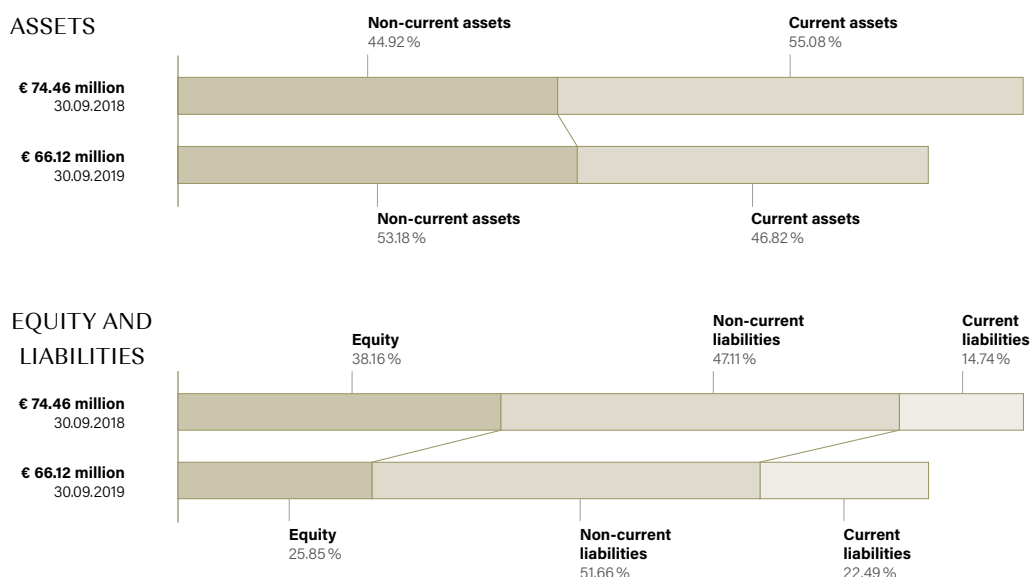 ASSETS
Non-current assets
44.92 %
Current assets
55.08 %
€ 74.46 million
30.09.2018
€ 66.12 million
30.09.2019
Non-current assets
53.18 %
Current assets
46.82 %
EQUITY AND
LIABILITIES
Equity
38.16 %
Non-current
liabilities
47.11 %
Current
liabilities
14.74 %
€ 74.46 million
30.09.2018
€ 66.12 million
30.09.2019
Equity
25.85 %
Non-current
liabilities
51.66 %
Current
liabilities
22.49 %